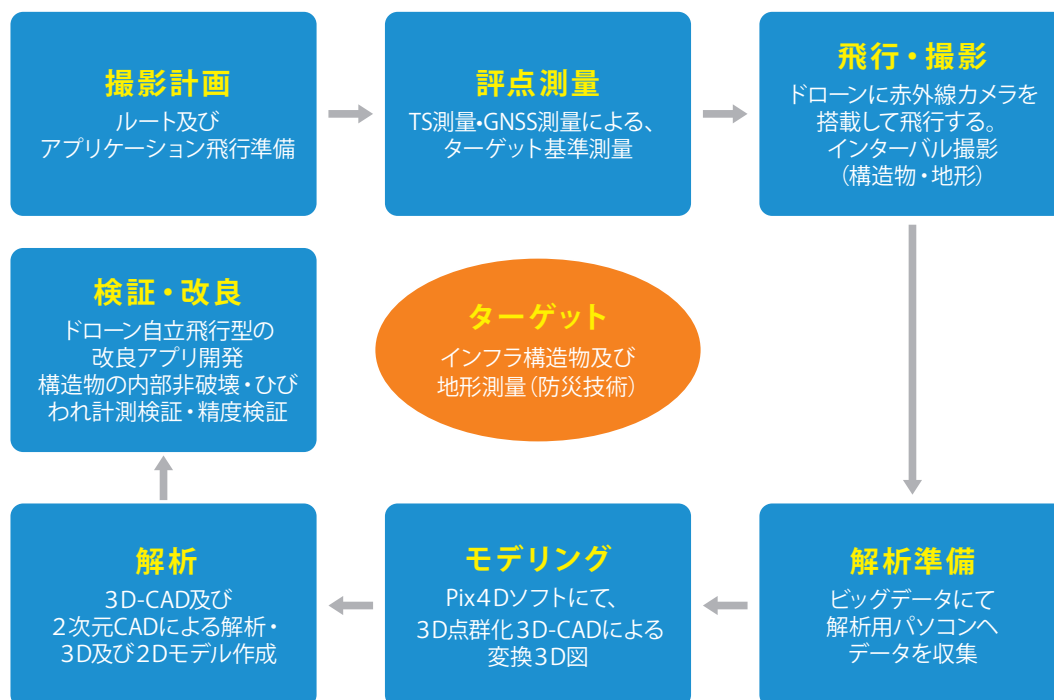 撮影計画
ルート及び
アプリケーション飛行準備
評点測量
TS測量・GNSS測量による、
ターゲット基準測量
飛行・撮影
ドローンに赤外線カメラを
搭載して飛行する。
インターバル撮影
(構造物・地形)
検証・改良
ドローン自立飛行型の
改良アプリ開発
構造物の内部非破壊・ひび
われ計測検証・精度検証
ターゲット
インフラ構造物及び
地形測量(防災技術)
解析
3D-CAD及び
2次元CADによる解析・
3D及び2Dモデル作成
モデリング
Pix4Dソフトにて、
3D点群化3D-CADによる
変換3D図
解析準備
ビッグデータにて
解析用パソコンへ
データを収集